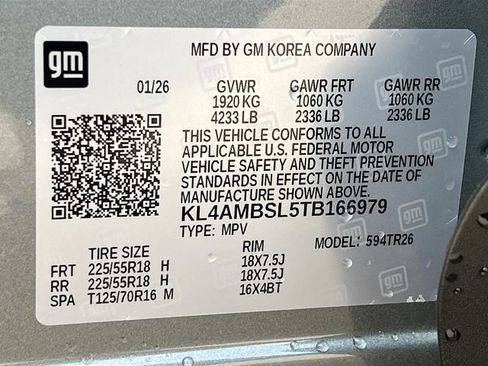 gm
MFD BY GM KOREA COMPANY
01/26 GVWR GAWR FRT GAWR RR
1920 KG 1060 KG 1060 KG
4233 LB 2336 LB 2336 LB
THIS VEHICLE CONFORMS TO ALL
APPLICABLE U.S. FEDERAL MOTOR
VEHICLE SAFETY AND THEFT PREVENTION
STANDARDS IN EFFECT ON THE DATE OF
MANUFACTURE SHOWN ABOVE.
KL4AMBSL5TB166979
TYPE: MPV MODEL: 594TR26
TIRE SIZE RIM
FRT 225/55R18 H 18X7.5J
RR 225/55R18 H 18X7.5J
SPA T125/70R16 M 16X4BT